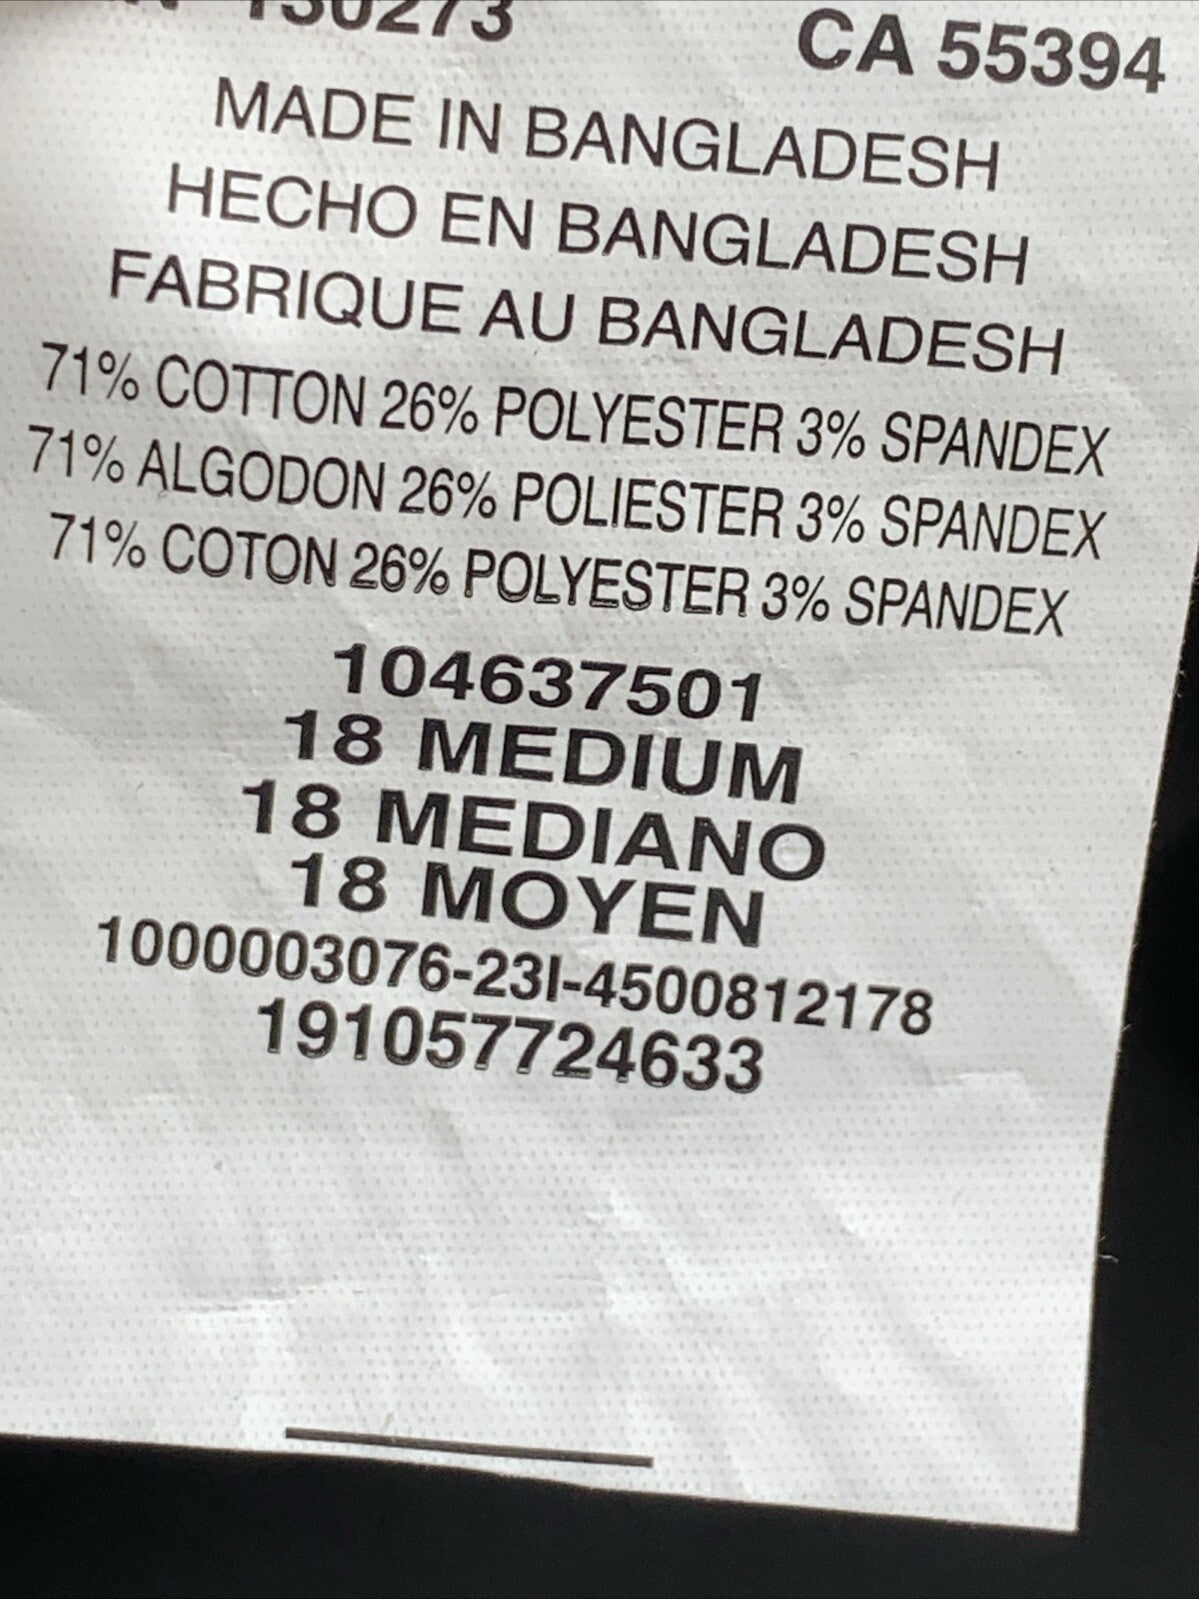 130273 CA 55394
MADE IN BANGLADESH
HECHO EN BANGLADESH
FABRIQUE AU BANGLADESH
71% COTTON 26% POLYESTER 3% SPANDEX
71% ALGODON 26% POLIESTER 3% SPANDEX
71% COTON 26% POLYESTER 3% SPANDEX
104637501
18 MEDIUM
18 MEDIANO
18 MOYEN
1000003076-23I-4500812178
191057724633